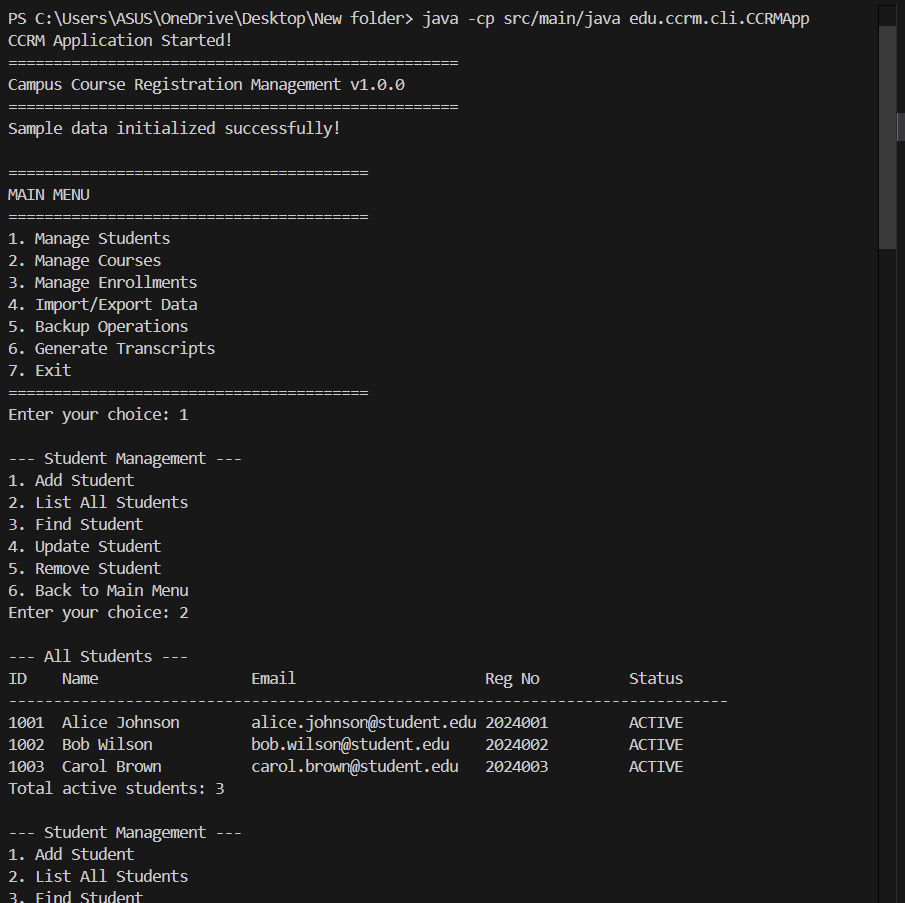 PS C:\Users\ASUS\OneDrive\Desktop\New folder> java -cp src/main/java edu.ccrm.cli.CCRMApp
CCRM Application Started!
==================================================
Campus Course Registration Management v1.0.0
==================================================
Sample data initialized successfully!
========================================
MAIN MENU
========================================
1. Manage Students
2. Manage Courses
3. Manage Enrollments
4. Import/Export Data
5. Backup Operations
6. Generate Transcripts
7. Exit
========================================
Enter your choice: 1
--- Student Management ---
1. Add Student
2. List All Students
3. Find Student
4. Update Student
5. Remove Student
6. Back to Main Menu
Enter your choice: 2
--- All Students ---
ID    Name                 Email                     Reg No          Status
--------------------------------------------------------------------------------
1001  Alice Johnson        alice.johnson@student.edu 2024001         ACTIVE
1002  Bob Wilson           bob.wilson@student.edu    2024002         ACTIVE
1003  Carol Brown          carol.brown@student.edu   2024003         ACTIVE
Total active students: 3
--- Student Management ---
1. Add Student
2. List All Students
3. Find Student